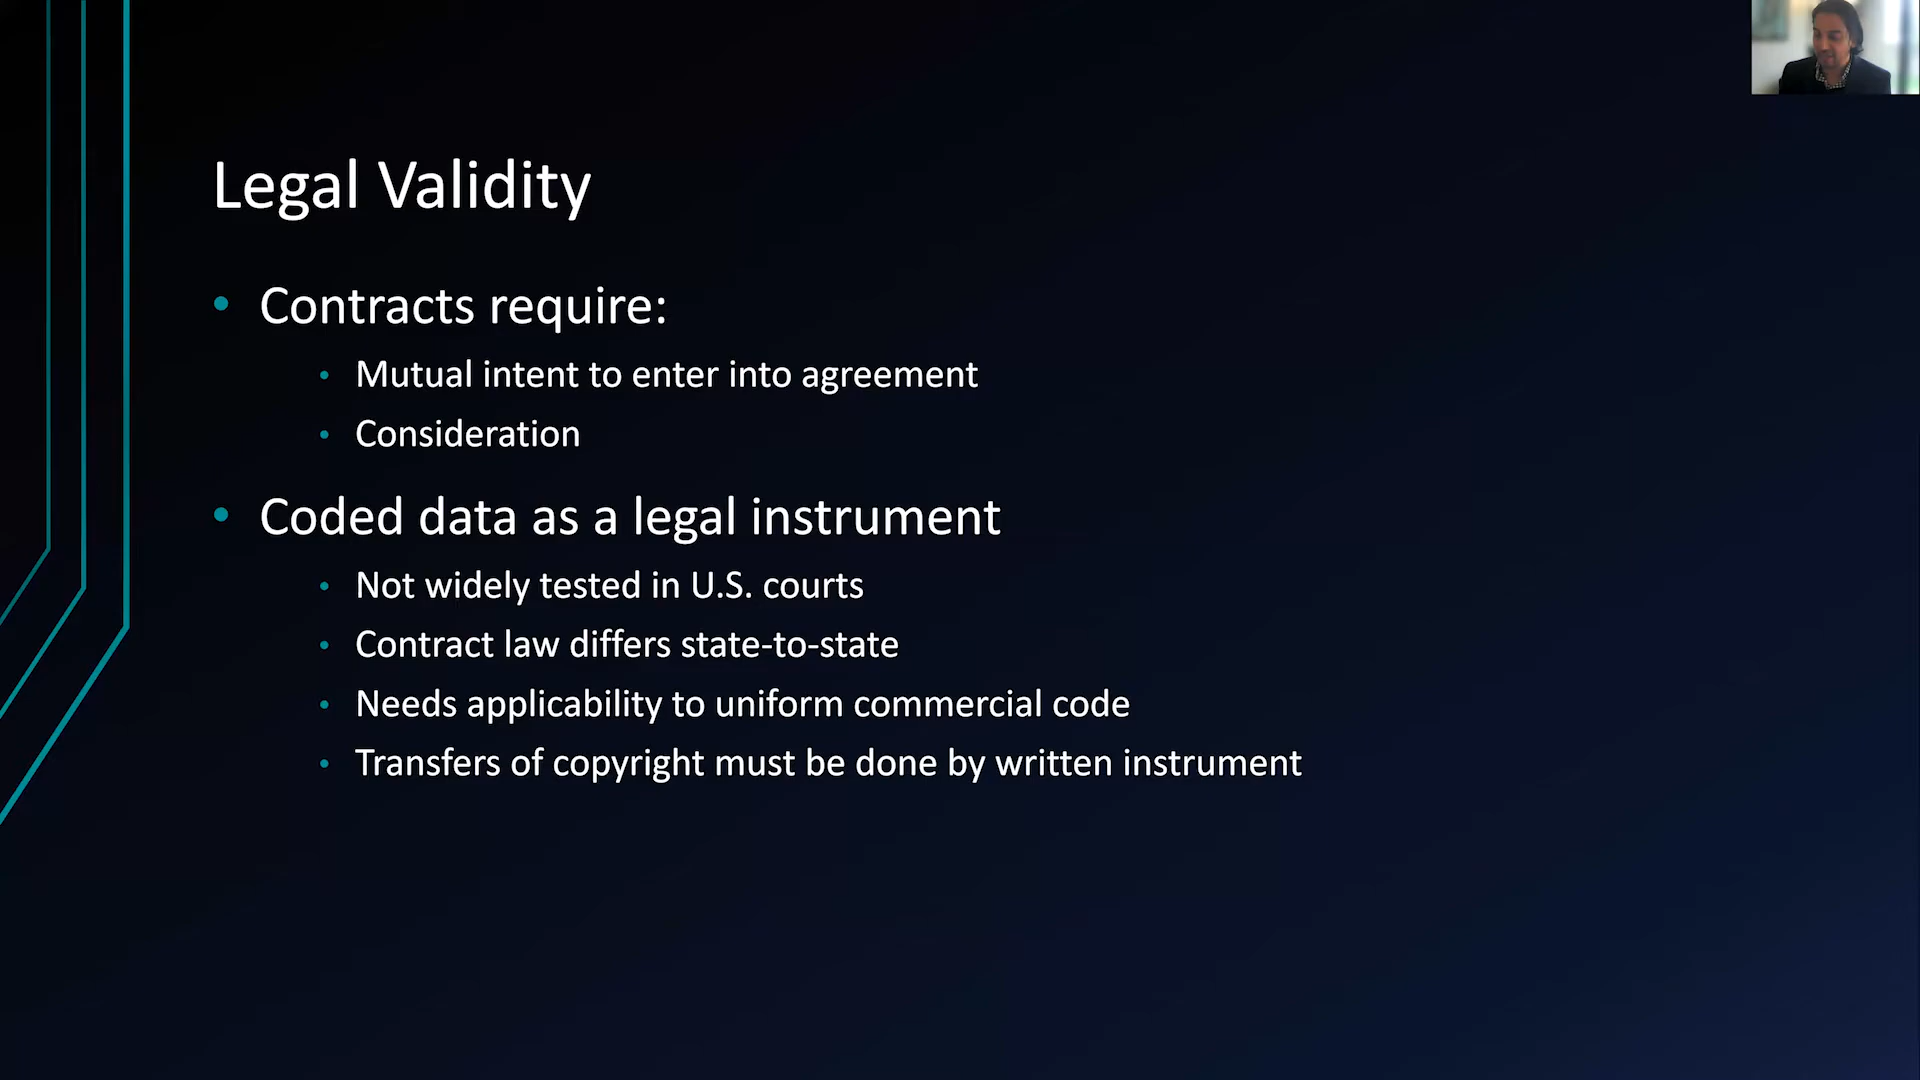 Legal Validity
Contracts require:
Mutual intent to enter into agreement
Consideration
Coded data as a legal instrument
Not widely tested in U.S. courts
Contract law differs state-to-state
Needs applicability to uniform commercial code
Transfers of copyright must be done by written instrument